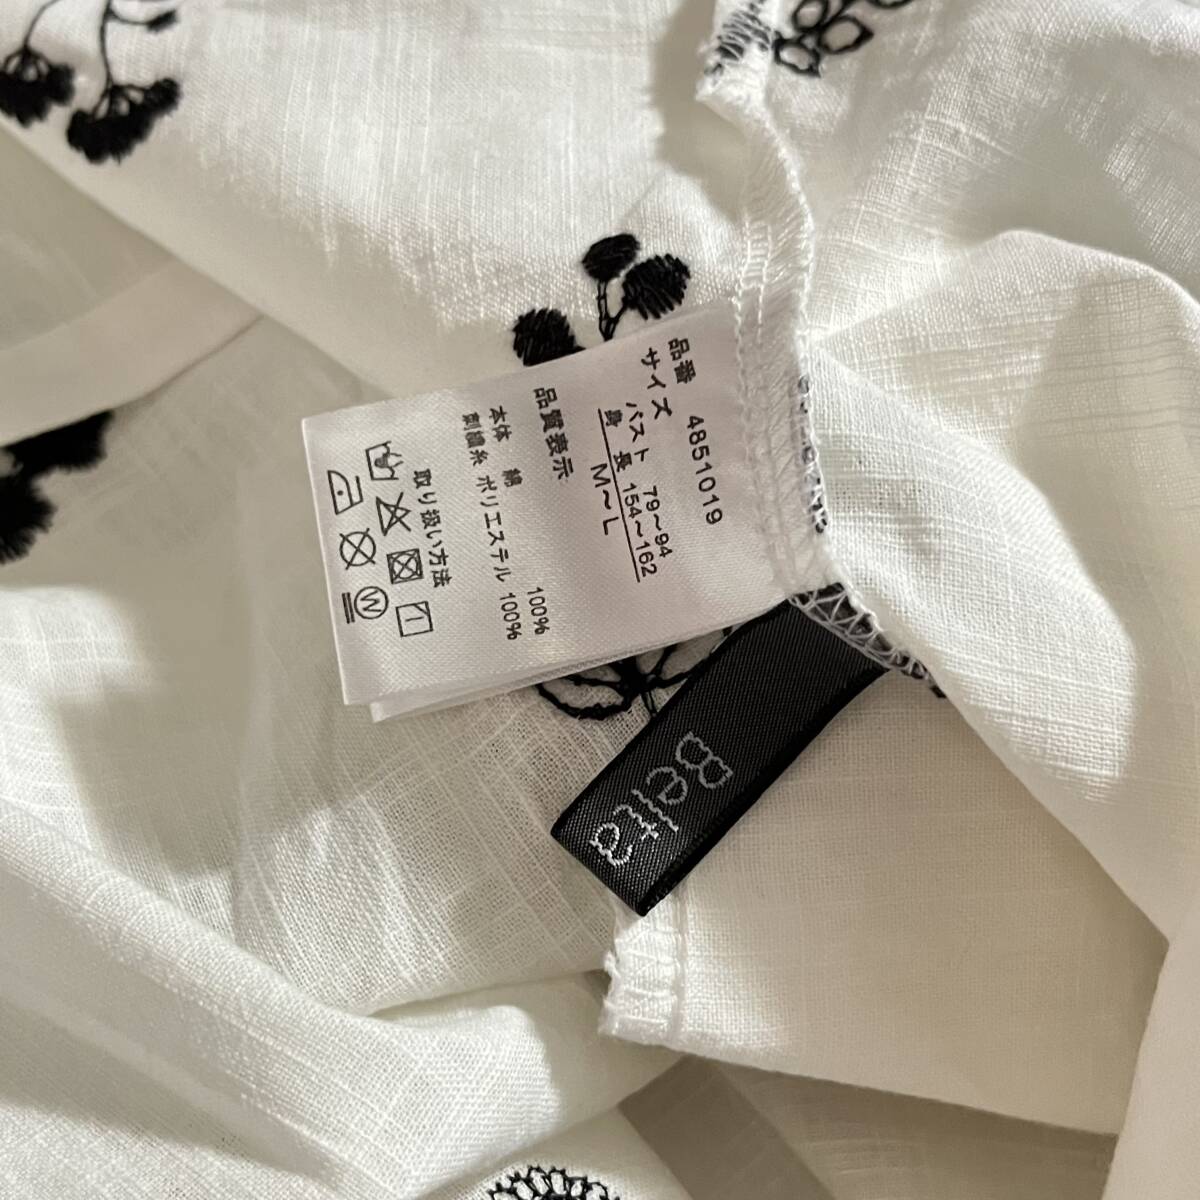 品番 4851019
サイズ
バスト 79～94
身長 154～162
M～L
品質表示
本体 綿 100%
刺繍糸 ポリエステル 100%
取り扱い方法
W
Belta